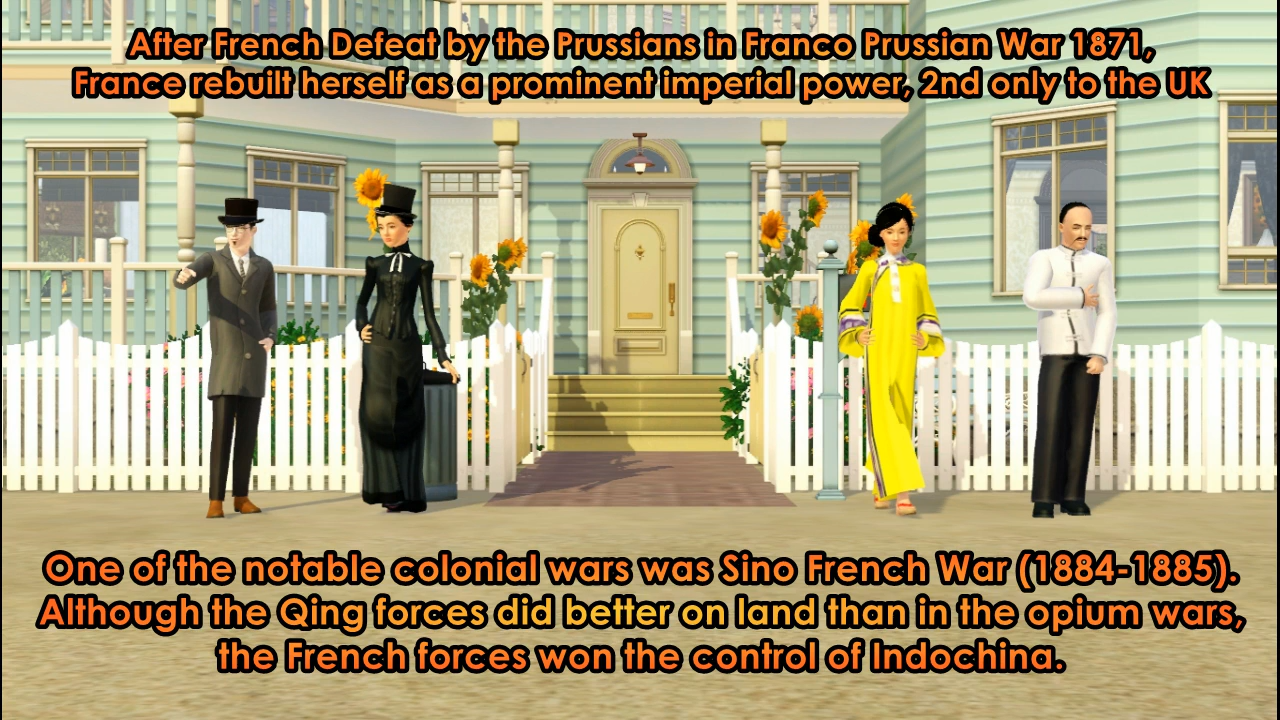 After French Defeat by the Prussians in Franco Prussian War 1871,
France rebuilt herself as a prominent imperial power, 2nd only to the UK
One of the notable colonial wars was Sino French War (1884-1885).
Although the Qing forces did better on land than in the opium wars,
the French forces won the control of Indochina.